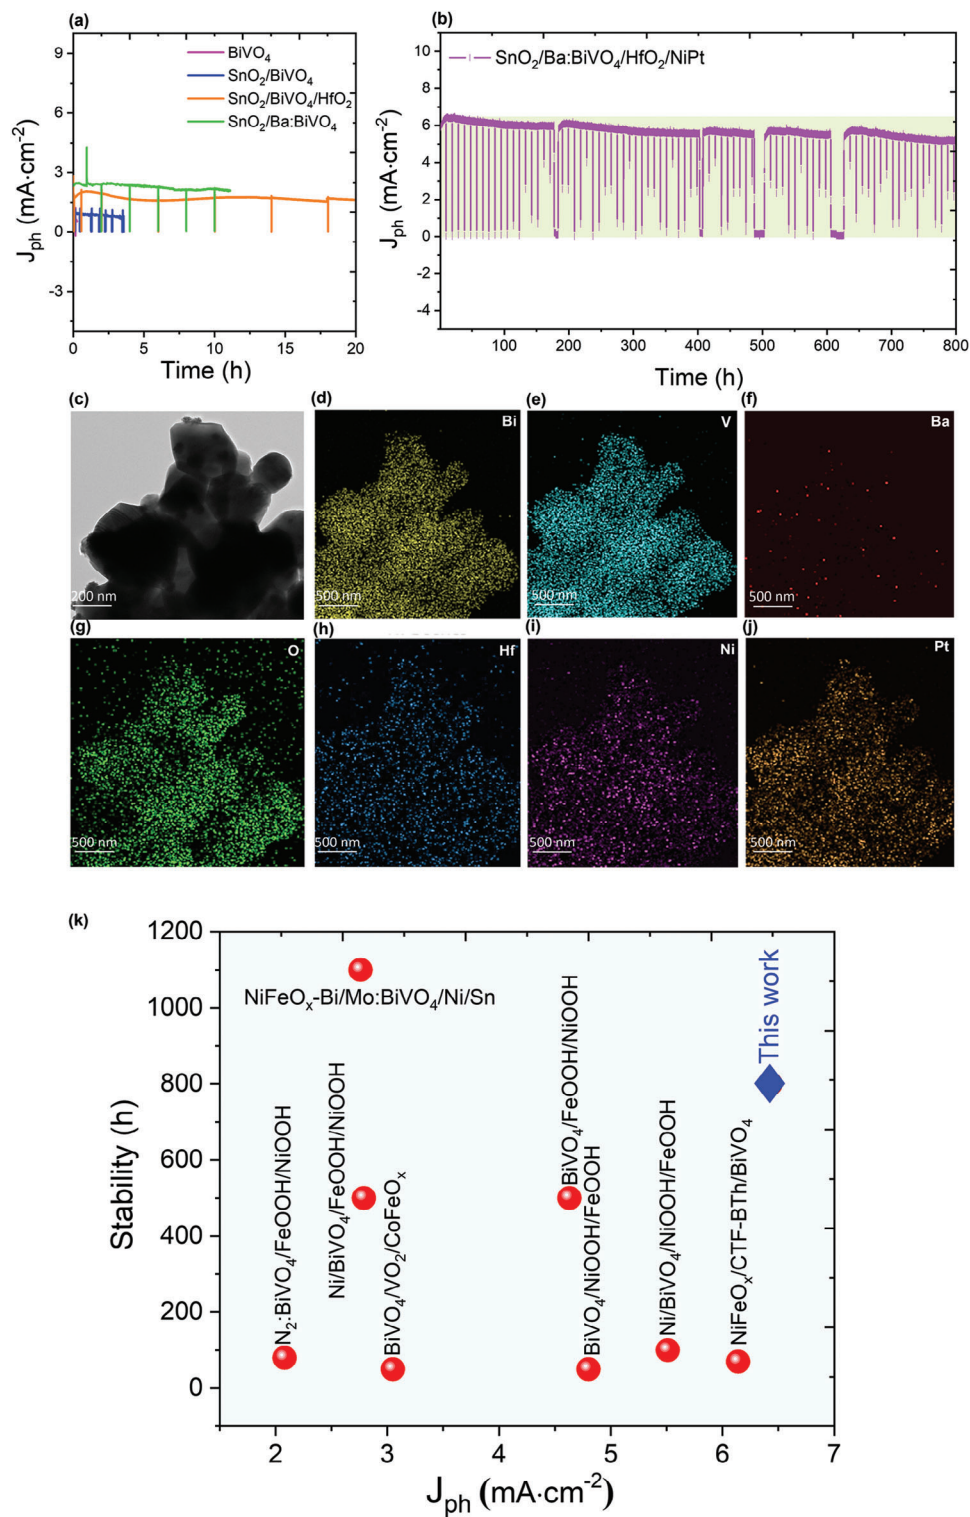 (a)
9
6
3
0
-3
J_ph (mA·cm⁻²)
BiVO₄
SnO₂/BiVO₄
SnO₂/BiVO₄/HfO₂
SnO₂/Ba:BiVO₄
0 5 10 15 20
Time (h)
(b)
10
8
6
4
2
0
-2
-4
J_ph (mA·cm⁻²)
SnO₂/Ba:BiVO₄/HfO₂/NiPt
100 200 300 400 500 600 700 800
Time (h)
(c)
200 nm
(d)
Bi
500 nm
(e)
V
500 nm
(f)
Ba
500 nm
(g)
O
500 nm
(h)
Hf
500 nm
(i)
Ni
500 nm
(j)
Pt
500 nm
(k)
1200
1000
800
600
400
200
0
Stability (h)
NiFeOₓ-Bi/Mo:BiVO₄/Ni/Sn
N₂:BiVO₄/FeOOH/NiOOH
Ni/BiVO₄/FeOOH/NiOOH
BiVO₄/VO₂/CoFeOₓ
BiVO₄/FeOOH/NiOOH
BiVO₄/NiOOH/FeOOH
Ni/BiVO₄/NiOOH/FeOOH
NiFeOₓ/CTF-BTh/BiVO₄
This work
2 3 4 5 6 7
J_ph (mA·cm⁻²)